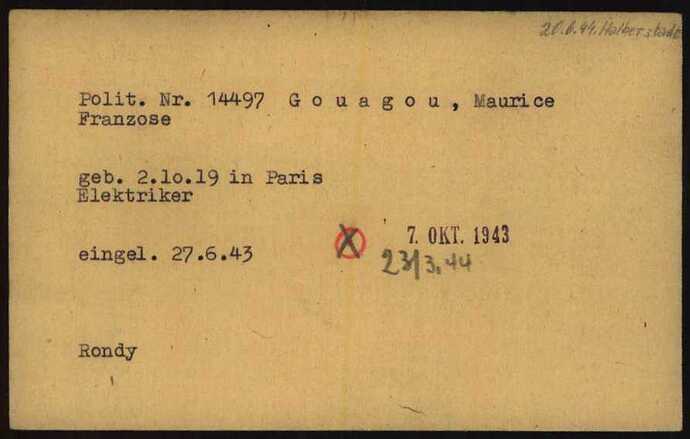 20.6.44. Halberstadt
Polit. Nr. 14497 G o u a g o u , Maurice
Franzose
geb. 2.1o.19 in Paris
Elektriker
7. OKT. 1943
eingel. 27.6.43
X
23/3.44
Rondy